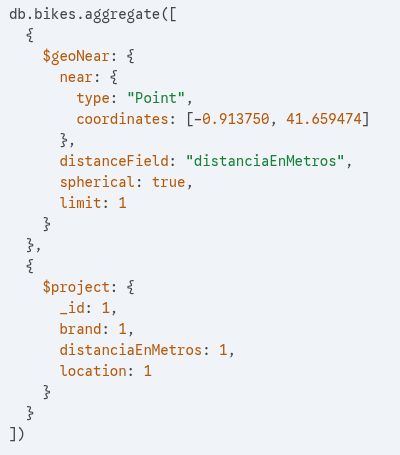 db.bikes.aggregate([
  {
    $geoNear: {
      near: {
        type: "Point",
        coordinates: [-0.913750, 41.659474]
      },
      distanceField: "distanciaEnMetros",
      spherical: true,
      limit: 1
    }
  },
  {
    $project: {
      _id: 1,
      brand: 1,
      distanciaEnMetros: 1,
      location: 1
    }
  }
])